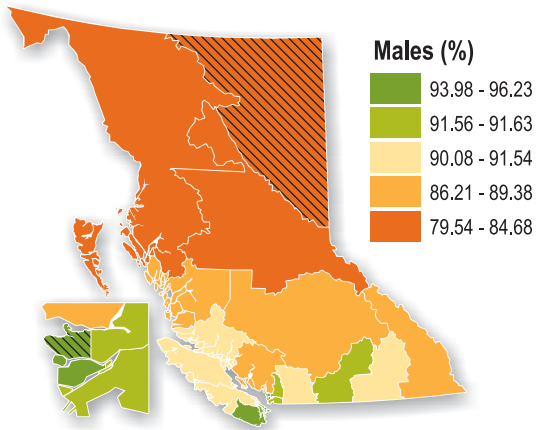 Males (%)
93.98 - 96.23
91.56 - 91.63
90.08 - 91.54
86.21 - 89.38
79.54 - 84.68